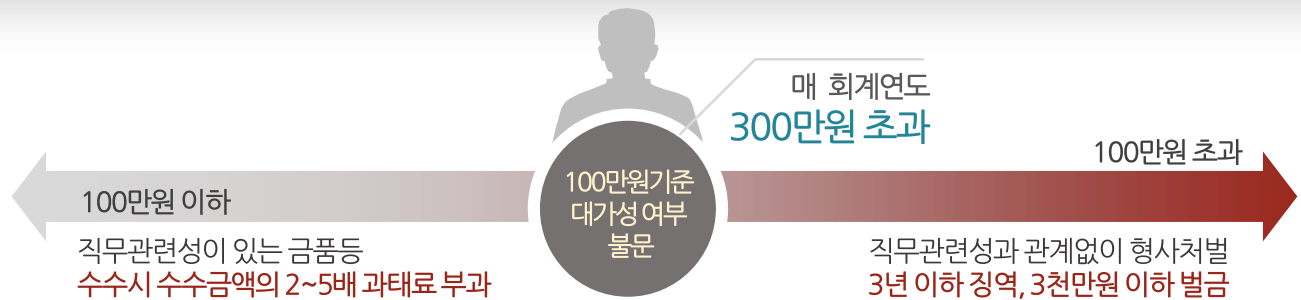 매 회계연도
300만원 초과
100만원 초과
100만원 이하
100만원기준
대가성 여부
불문
직무관련성이 있는 금품등
수수시 수수금액의 2~5배 과태료 부과
직무관련성과 관계없이 형사처벌
3년 이하 징역, 3천만원 이하 벌금